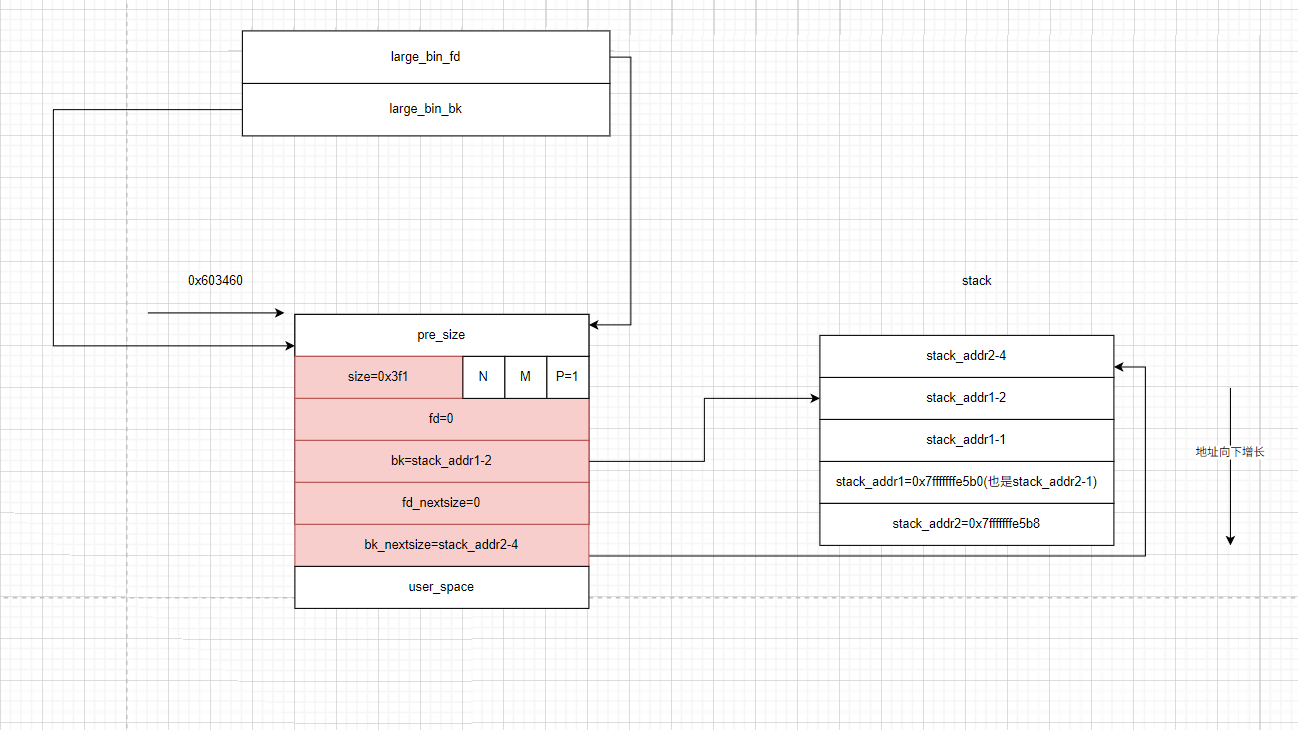 large_bin_fd
large_bin_bk
0x603460
stack
pre_size
size=0x3f1
N
M
P=1
fd=0
bk=stack_addr1-2
fd_nextsize=0
bk_nextsize=stack_addr2-4
user_space
stack_addr2-4
stack_addr1-2
stack_addr1-1
stack_addr1=0x7fffffffe5b0(也是stack_addr2-1)
stack_addr2=0x7fffffffe5b8
地址向下增长